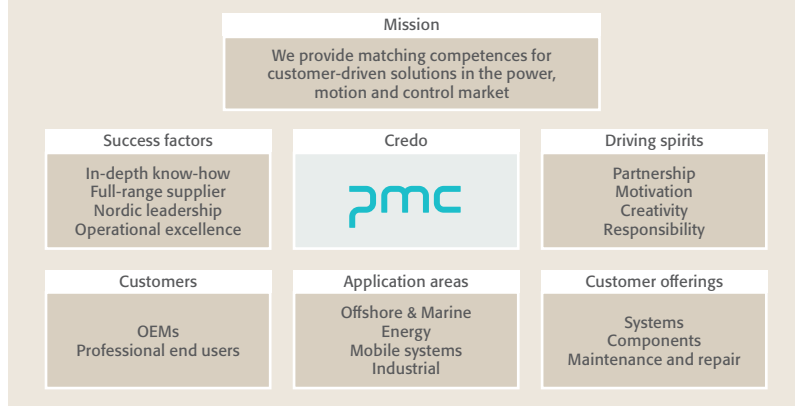 Mission
We provide matching competences for
customer-driven solutions in the power,
motion and control market
Success factors
In-depth know-how
Full-range supplier
Nordic leadership
Operational excellence
Credo
pmc
Driving spirits
Partnership
Motivation
Creativity
Responsibility
Customers
OEMs
Professional end users
Application areas
Offshore & Marine
Energy
Mobile systems
Industrial
Customer offerings
Systems
Components
Maintenance and repair